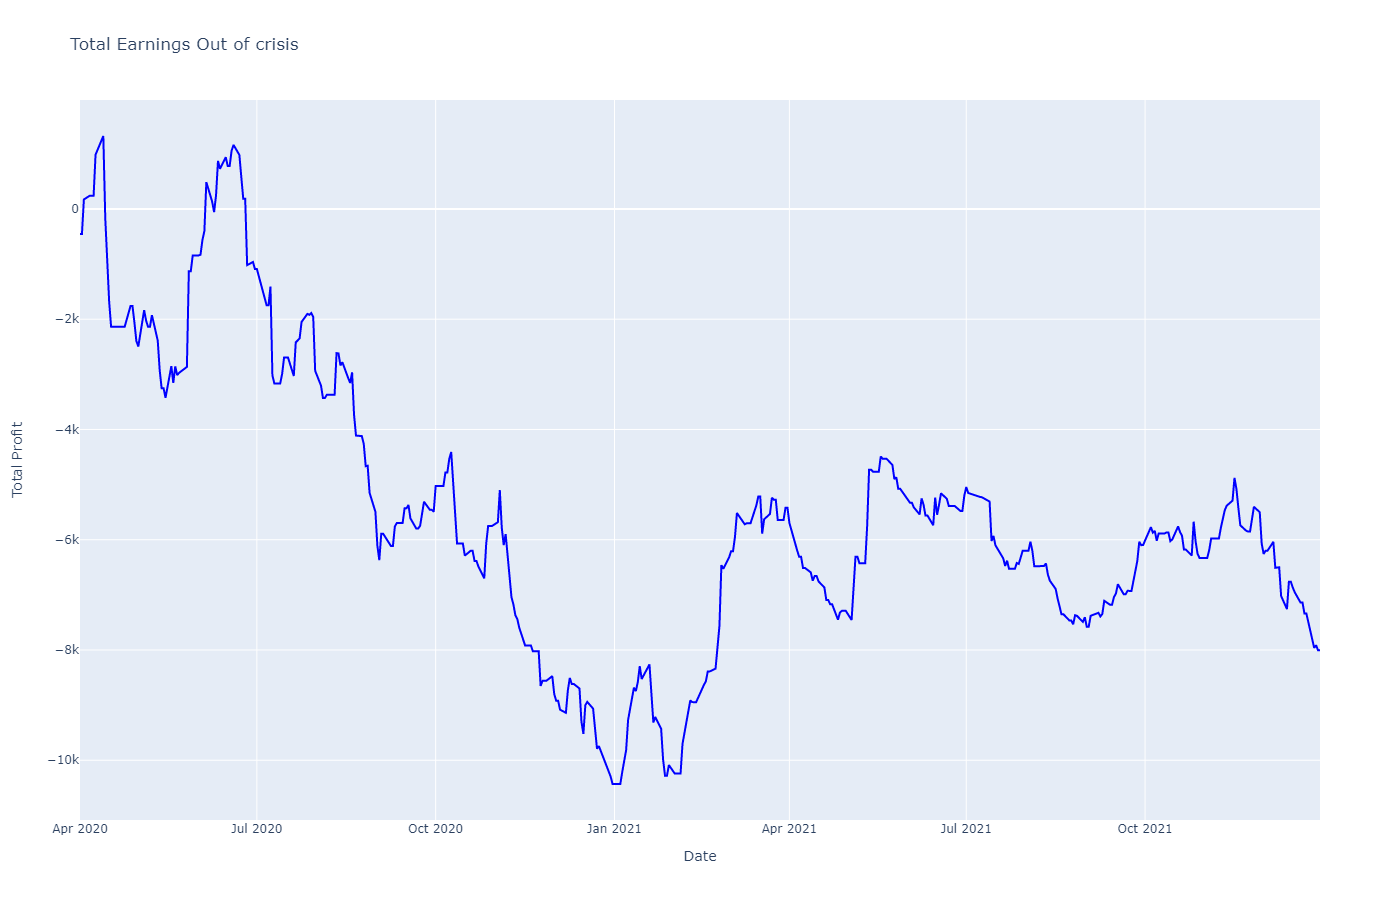 Total Earnings Out of crisis
Total Profit
0
−2k
−4k
−6k
−8k
−10k
Apr 2020 Jul 2020 Oct 2020 Jan 2021 Apr 2021 Jul 2021 Oct 2021
Date